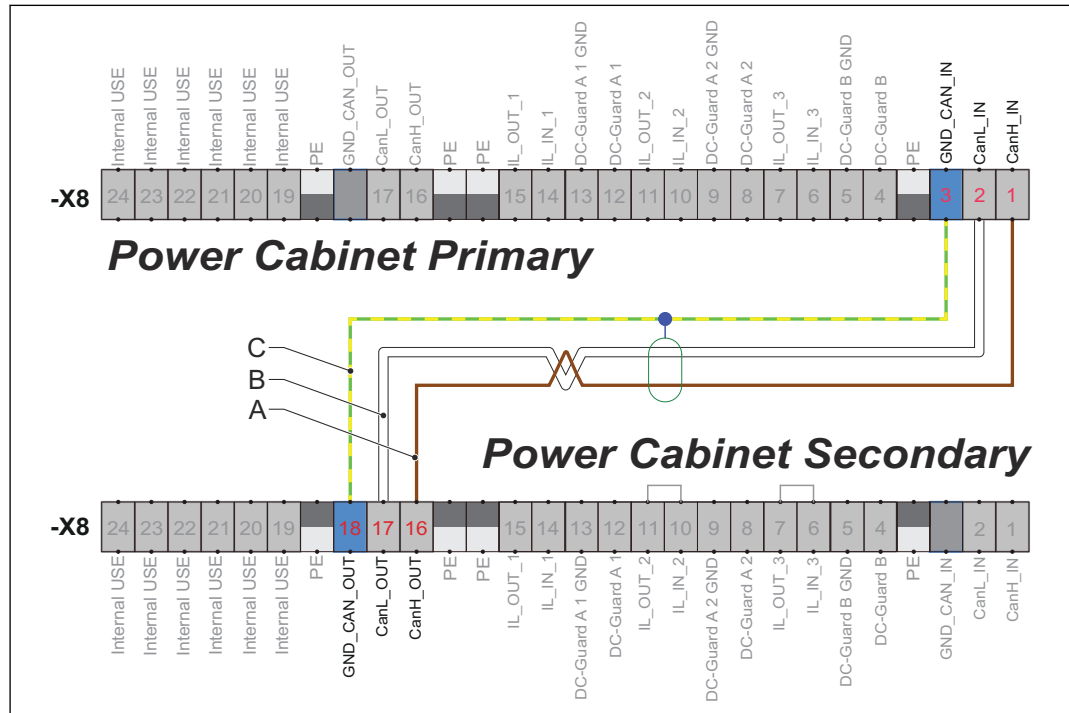 Internal USE
Internal USE
Internal USE
Internal USE
Internal USE
Internal USE
PE
GND_CAN_OUT
CanL_OUT
CanH_OUT
PE
PE
IL_OUT_1
IL_IN_1
DC-Guard A 1 GND
DC-Guard A 1
IL_OUT_2
IL_IN_2
DC-Guard A 2 GND
DC-Guard A 2
IL_OUT_3
IL_IN_3
DC-Guard B GND
DC-Guard B
PE
GND_CAN_IN
CanL_IN
CanH_IN
-X8
24 23 22 21 20 19 17 16 15 14 13 12 11 10 9 8 7 6 5 4 3 2 1
Power Cabinet Primary
C
B
A
Power Cabinet Secondary
-X8
24 23 22 21 20 19 18 17 16 15 14 13 12 11 10 9 8 7 6 5 4 2 1
Internal USE
Internal USE
Internal USE
Internal USE
Internal USE
Internal USE
PE
GND_CAN_OUT
CanL_OUT
CanH_OUT
PE
PE
IL_OUT_1
IL_IN_1
DC-Guard A 1 GND
DC-Guard A 1
IL_OUT_2
IL_IN_2
DC-Guard A 2 GND
DC-Guard A 2
IL_OUT_3
IL_IN_3
DC-Guard B GND
DC-Guard B
PE
GND_CAN_IN
CanL_IN
CanH_IN